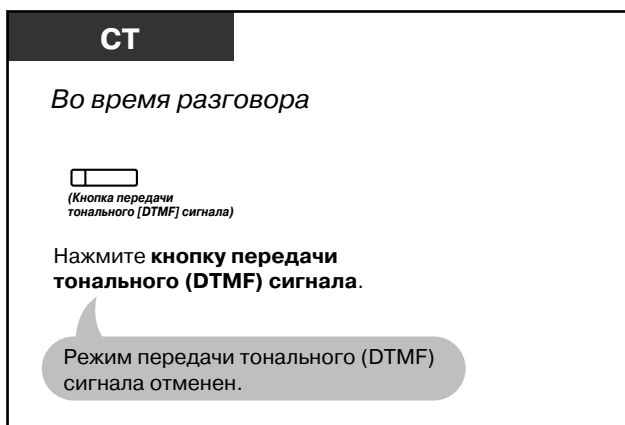 СТ
Во время разговора
(Кнопка передачи
тонального [DTMF] сигнала)
Нажмите кнопку передачи
тонального (DTMF) сигнала.
Режим передачи тонального (DTMF)
сигнала отменен.